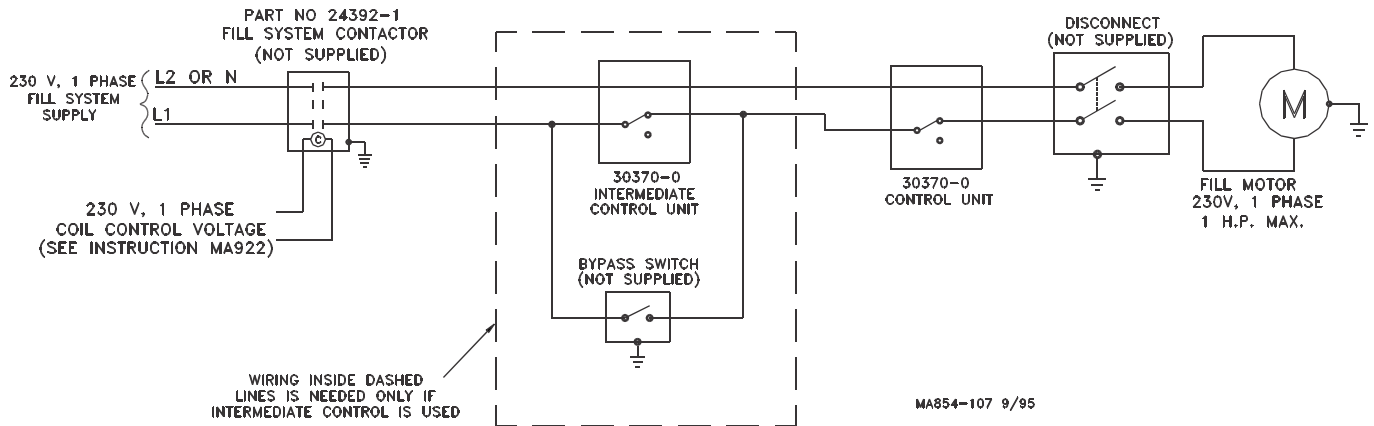 PART NO 24392-1
FILL SYSTEM CONTACTOR
(NOT SUPPLIED)
230 V, 1 PHASE
FILL SYSTEM
SUPPLY
L2 OR N
L1
C
230 V, 1 PHASE
COIL CONTROL VOLTAGE
(SEE INSTRUCTION MA922)
30370-0
INTERMEDIATE
CONTROL UNIT
BYPASS SWITCH
(NOT SUPPLIED)
WIRING INSIDE DASHED
LINES IS NEEDED ONLY IF
INTERMEDIATE CONTROL IS USED
30370-0
CONTROL UNIT
DISCONNECT
(NOT SUPPLIED)
M
FILL MOTOR
230V, 1 PHASE
1 H.P. MAX.
MA854-107 9/95